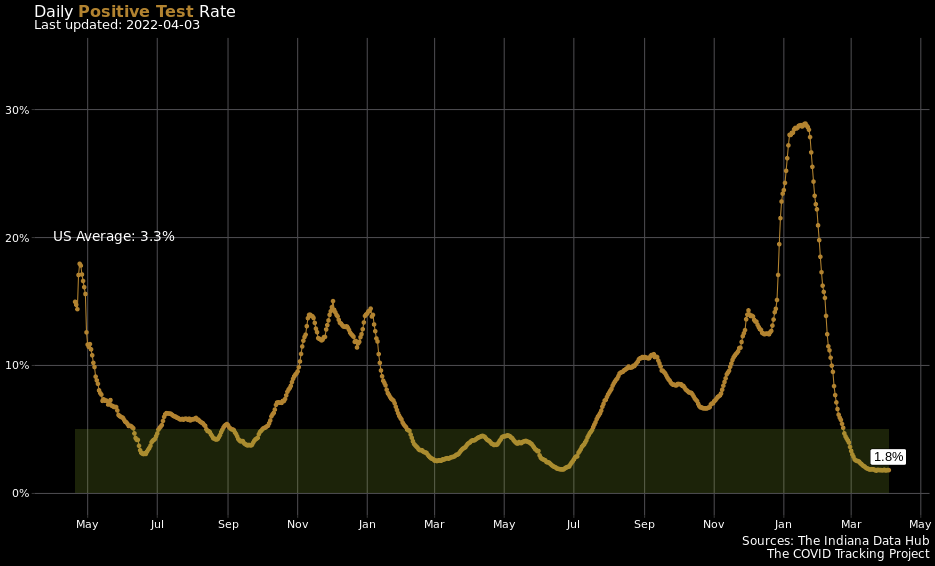 Daily Positive Test Rate
Last updated: 2022-04-03
30%
US Average: 3.3%
20%
10%
1.8%
0%
May Jul Sep Nov Jan Mar May Jul Sep Nov Jan Mar May
Sources: The Indiana Data Hub
The COVID Tracking Project